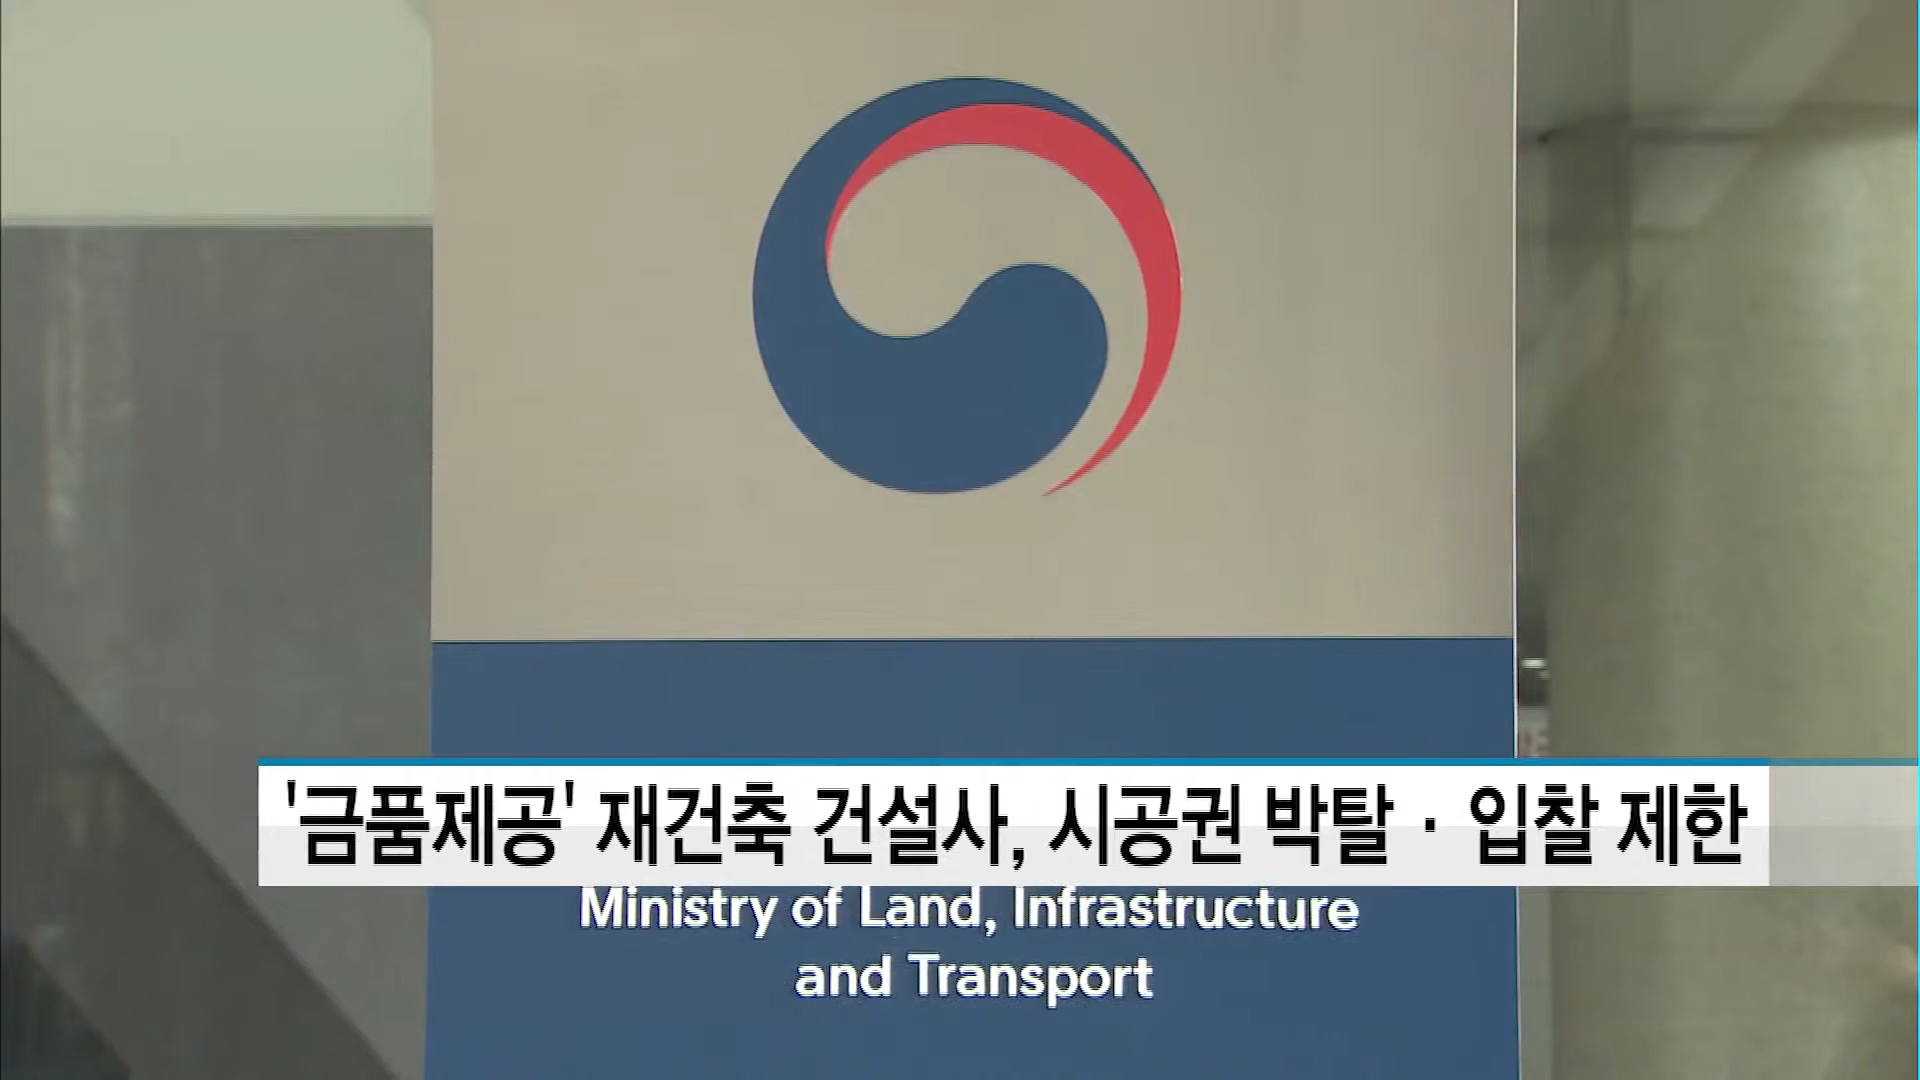 '금품제공' 재건축 건설사, 시공권 박탈·입찰 제한
Ministry of Land, Infrastructure
and Transport